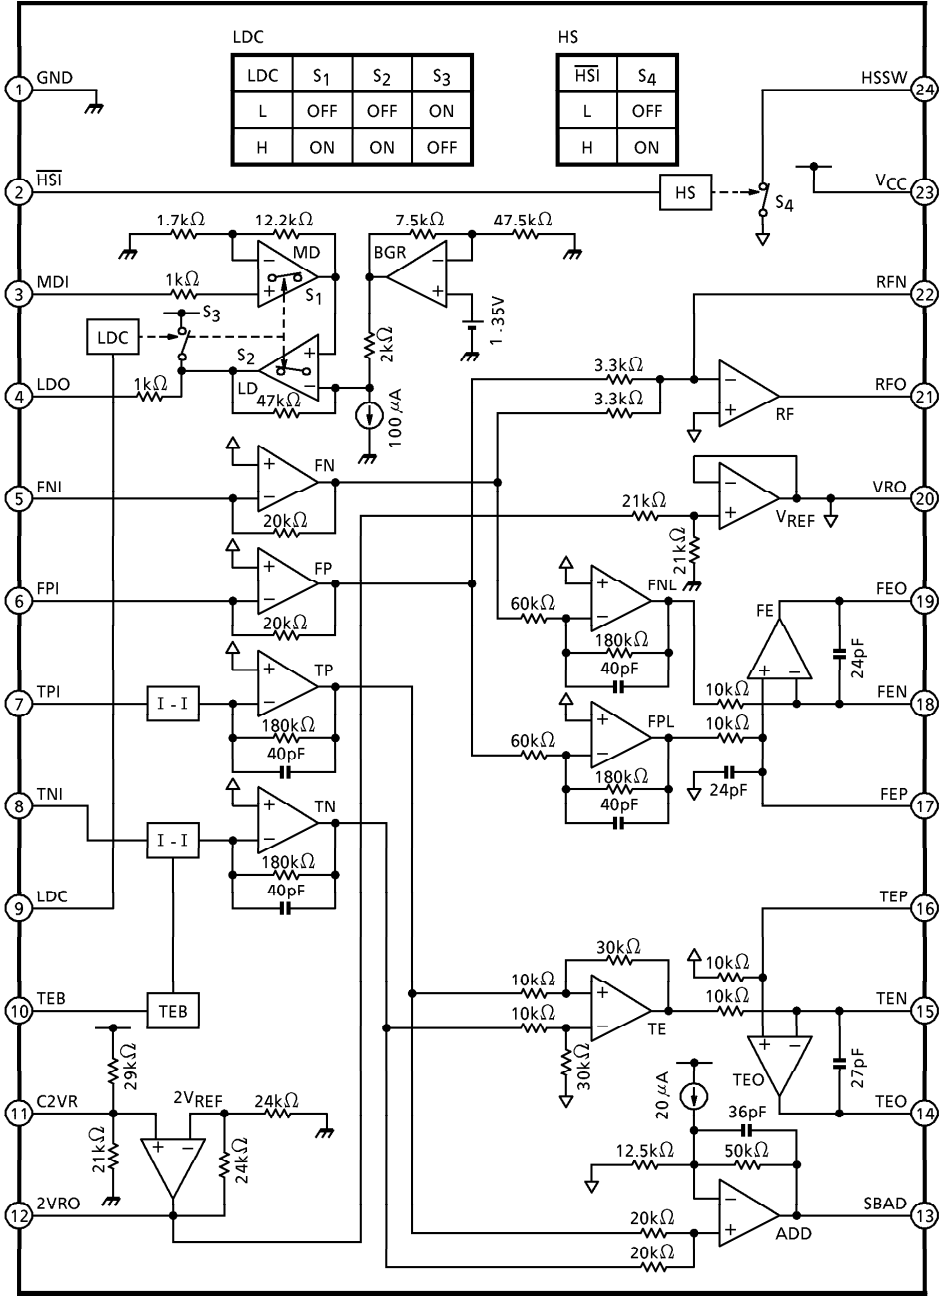 LDC
HS
LDC S1 S2 S3
L OFF OFF ON
H ON ON OFF
HSI S4
L OFF
H ON
1 GND
HSSW 24
2 HSI
HS
S4
VCC 23
1.7kΩ 12.2kΩ
7.5kΩ 47.5kΩ
MD
BGR
3 MDI
1kΩ
S1
RFN 22
S3
1.35V
LDC
S2
2kΩ
4 LDO
1kΩ
LD
47kΩ
100 μA
3.3kΩ
3.3kΩ
RF
RFO 21
5 FNI
FN
20kΩ
21kΩ
21kΩ
VREF
VRO 20
6 FPI
FP
20kΩ
60kΩ
FNL
180kΩ
40pF
FE
FEO 19
24pF
7 TPI
I - I
TP
180kΩ
40pF
10kΩ
FEN 18
60kΩ
FPL
10kΩ
180kΩ
40pF
24pF
FEP 17
8 TNI
I - I
TN
180kΩ
40pF
9 LDC
TEP 16
10 TEB
TEB
30kΩ
10kΩ
10kΩ
TE
30kΩ
10kΩ
10kΩ
TEN 15
TEO
27pF
TEO 14
29kΩ
11 C2VR
21kΩ
2VREF
24kΩ
24kΩ
20 μA
36pF
12.5kΩ
50kΩ
12 2VRO
20kΩ
20kΩ
ADD
SBAD 13
+
−